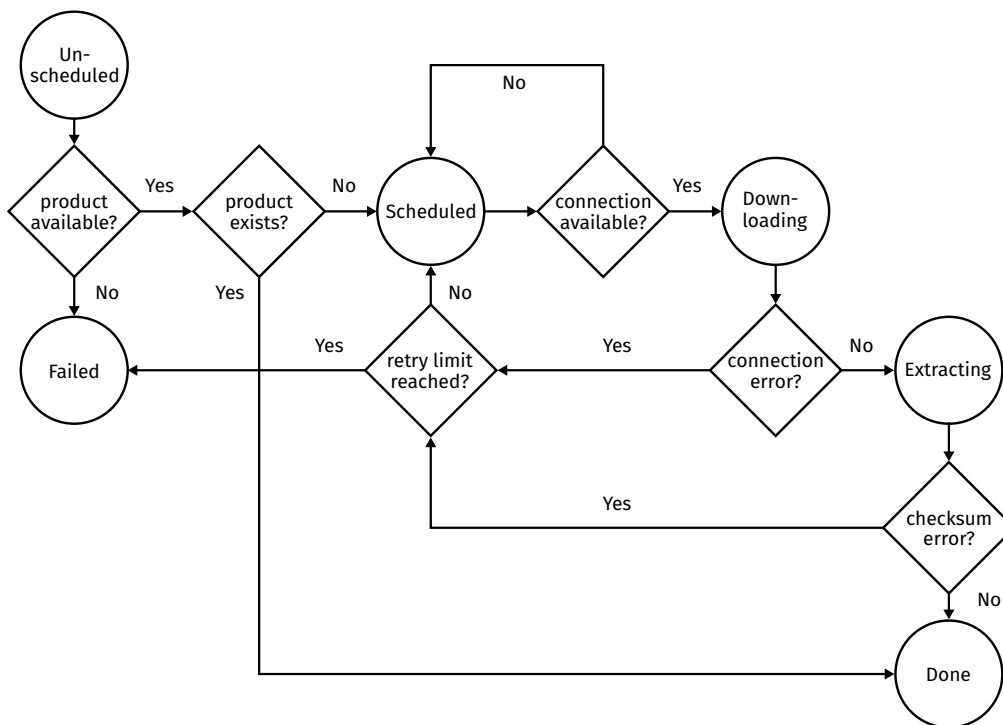 Un-
scheduled
No
product
available?
Yes
product
exists?
No
Scheduled
connection
available?
Yes
Down-
loading
No
Yes
No
Failed
Yes
retry limit
reached?
Yes
connection
error?
No
Extracting
Yes
checksum
error?
No
Done